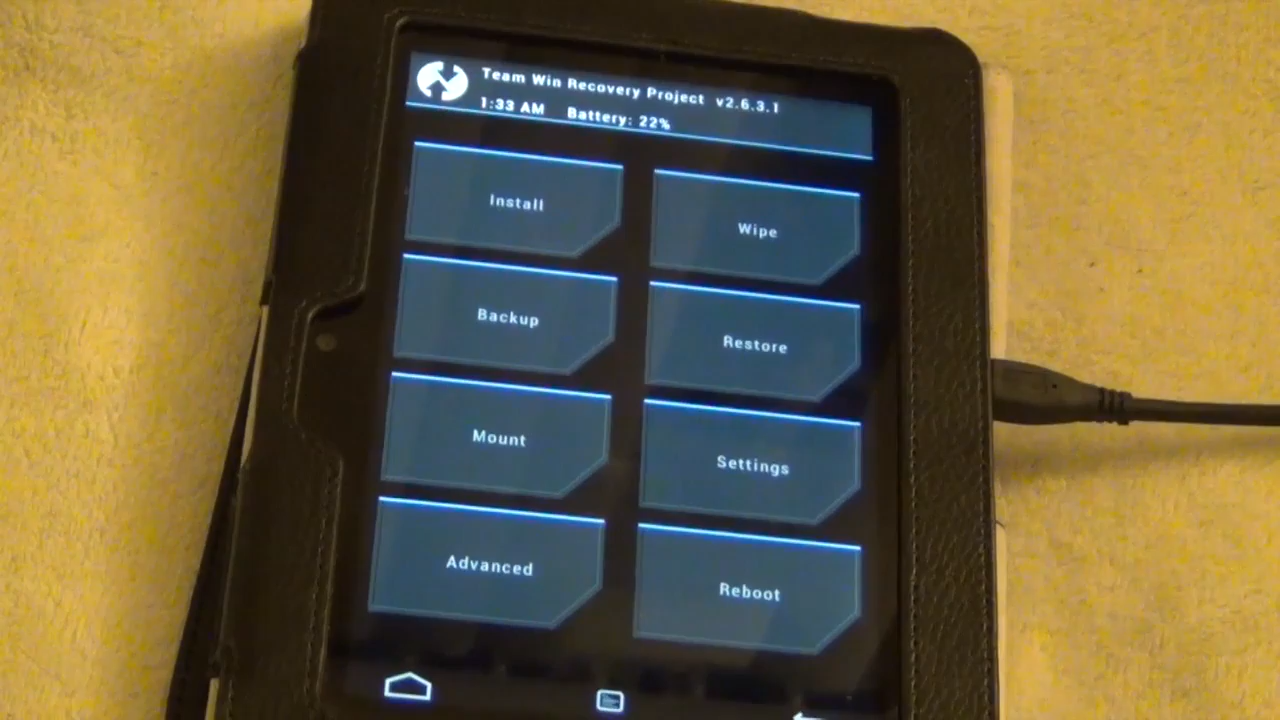 Team Win Recovery Project v2.6.3.1
1:33 AM Battery: 22%
Install
Wipe
Backup
Restore
Mount
Settings
Advanced
Reboot